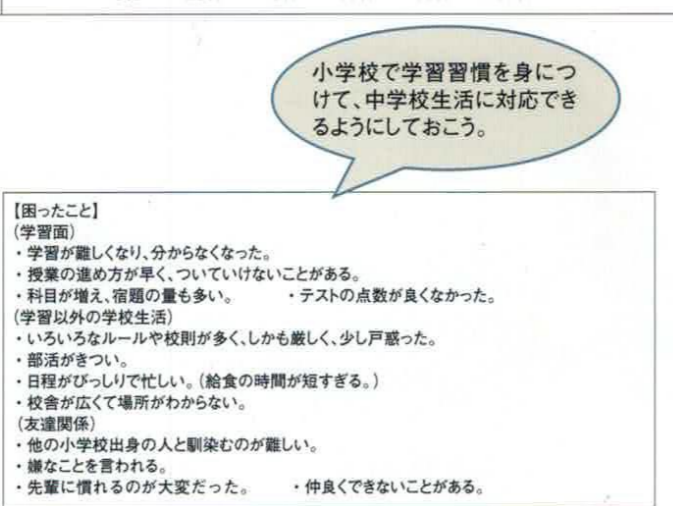 小学校で学習習慣を身につ
けて、中学校生活に対応でき
るようにしておこう。
【困ったこと】
(学習面)
・学習が難しくなり、分からなくなった。
・授業の進め方が早く、ついていけないことがある。
・科目が増え、宿題の量も多い。 ・テストの点数が良くなかった。
(学習以外の学校生活)
・いろいろなルールや校則が多く、しかも厳しく、少し戸惑った。
・部活がきつい。
・日程がびっしりで忙しい。(給食の時間が短すぎる。)
・校舎が広くて場所がわからない。
(友達関係)
・他の小学校出身の人と馴染むのが難しい。
・嫌なことを言われる。
・先輩に慣れるのが大変だった。 ・仲良くできないことがある。